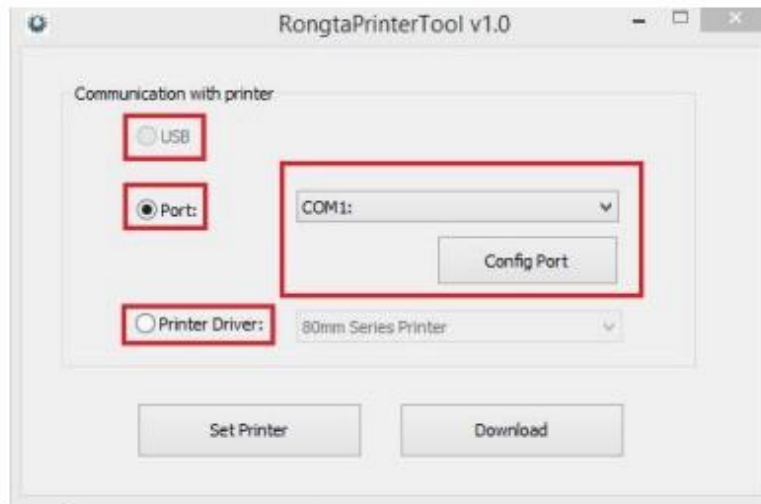 RongtaPrinterTool v1.0
Communication with printer
USB
Port:
COM1:
Config Port
Printer Driver:
80mm Series Printer
Set Printer
Download